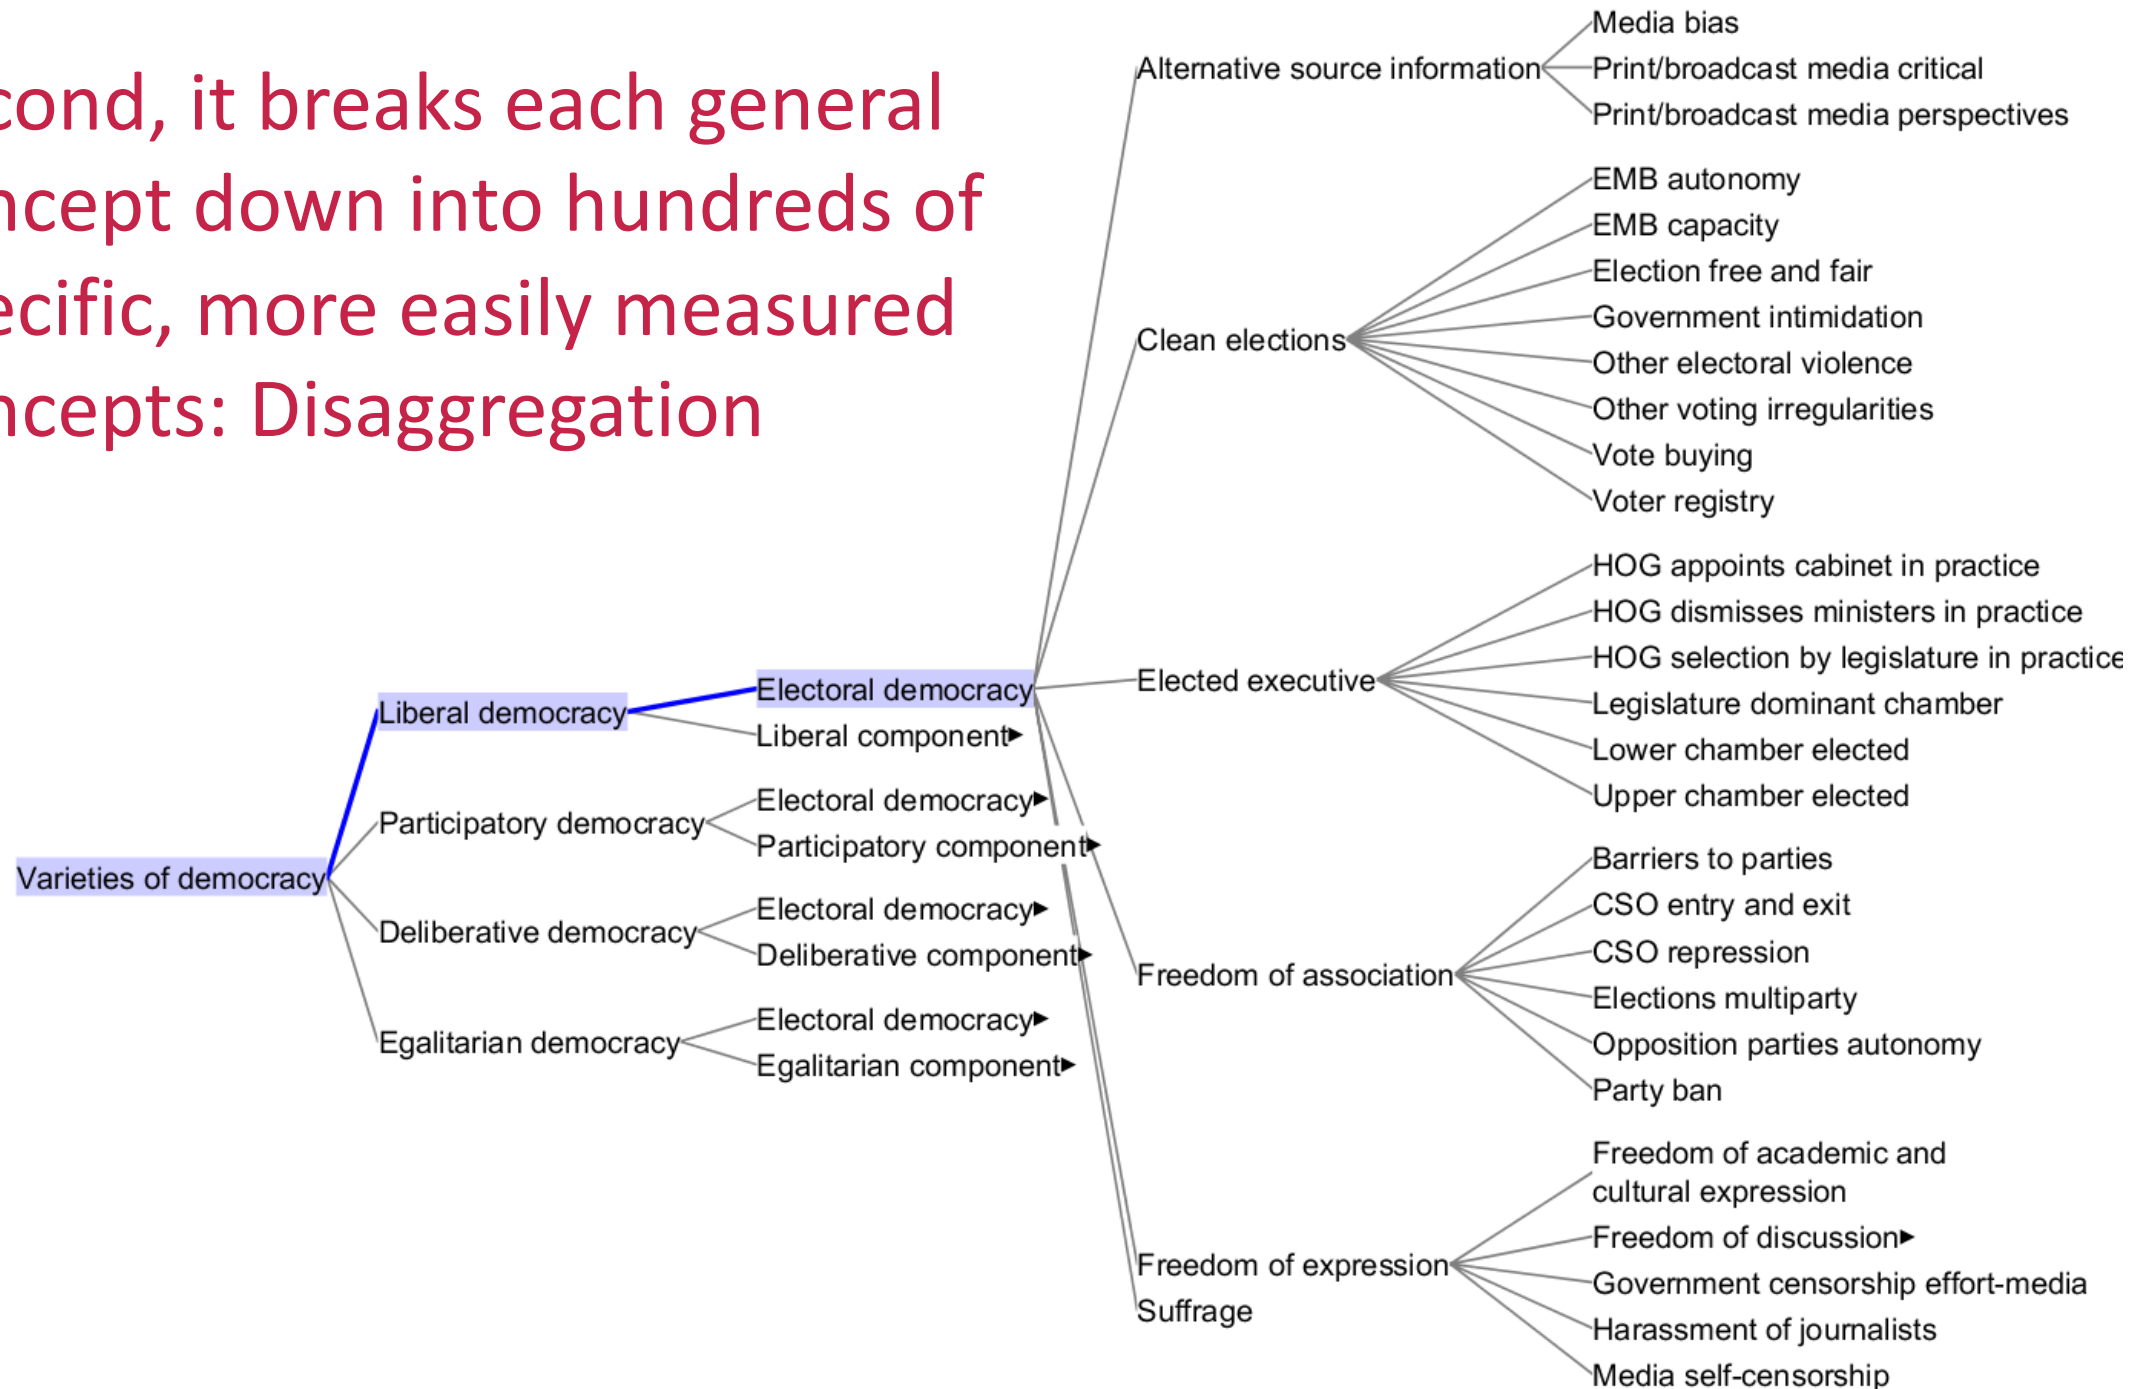 cond, it breaks each general
ncept down into hundreds of
ecific, more easily measured
ncepts: Disaggregation
Varieties of democracy
Liberal democracy
Participatory democracy
Deliberative democracy
Egalitarian democracy
Electoral democracy
Liberal component
Electoral democracy
Participatory component
Electoral democracy
Deliberative component
Electoral democracy
Egalitarian component
Alternative source information
Media bias
Print/broadcast media critical
Print/broadcast media perspectives
Clean elections
EMB autonomy
EMB capacity
Election free and fair
Government intimidation
Other electoral violence
Other voting irregularities
Vote buying
Voter registry
Elected executive
HOG appoints cabinet in practice
HOG dismisses ministers in practice
HOG selection by legislature in practice
Legislature dominant chamber
Lower chamber elected
Upper chamber elected
Freedom of association
Barriers to parties
CSO entry and exit
CSO repression
Elections multiparty
Opposition parties autonomy
Party ban
Freedom of expression
Freedom of academic and
cultural expression
Freedom of discussion
Government censorship effort-media
Harassment of journalists
Media self-censorship
Suffrage